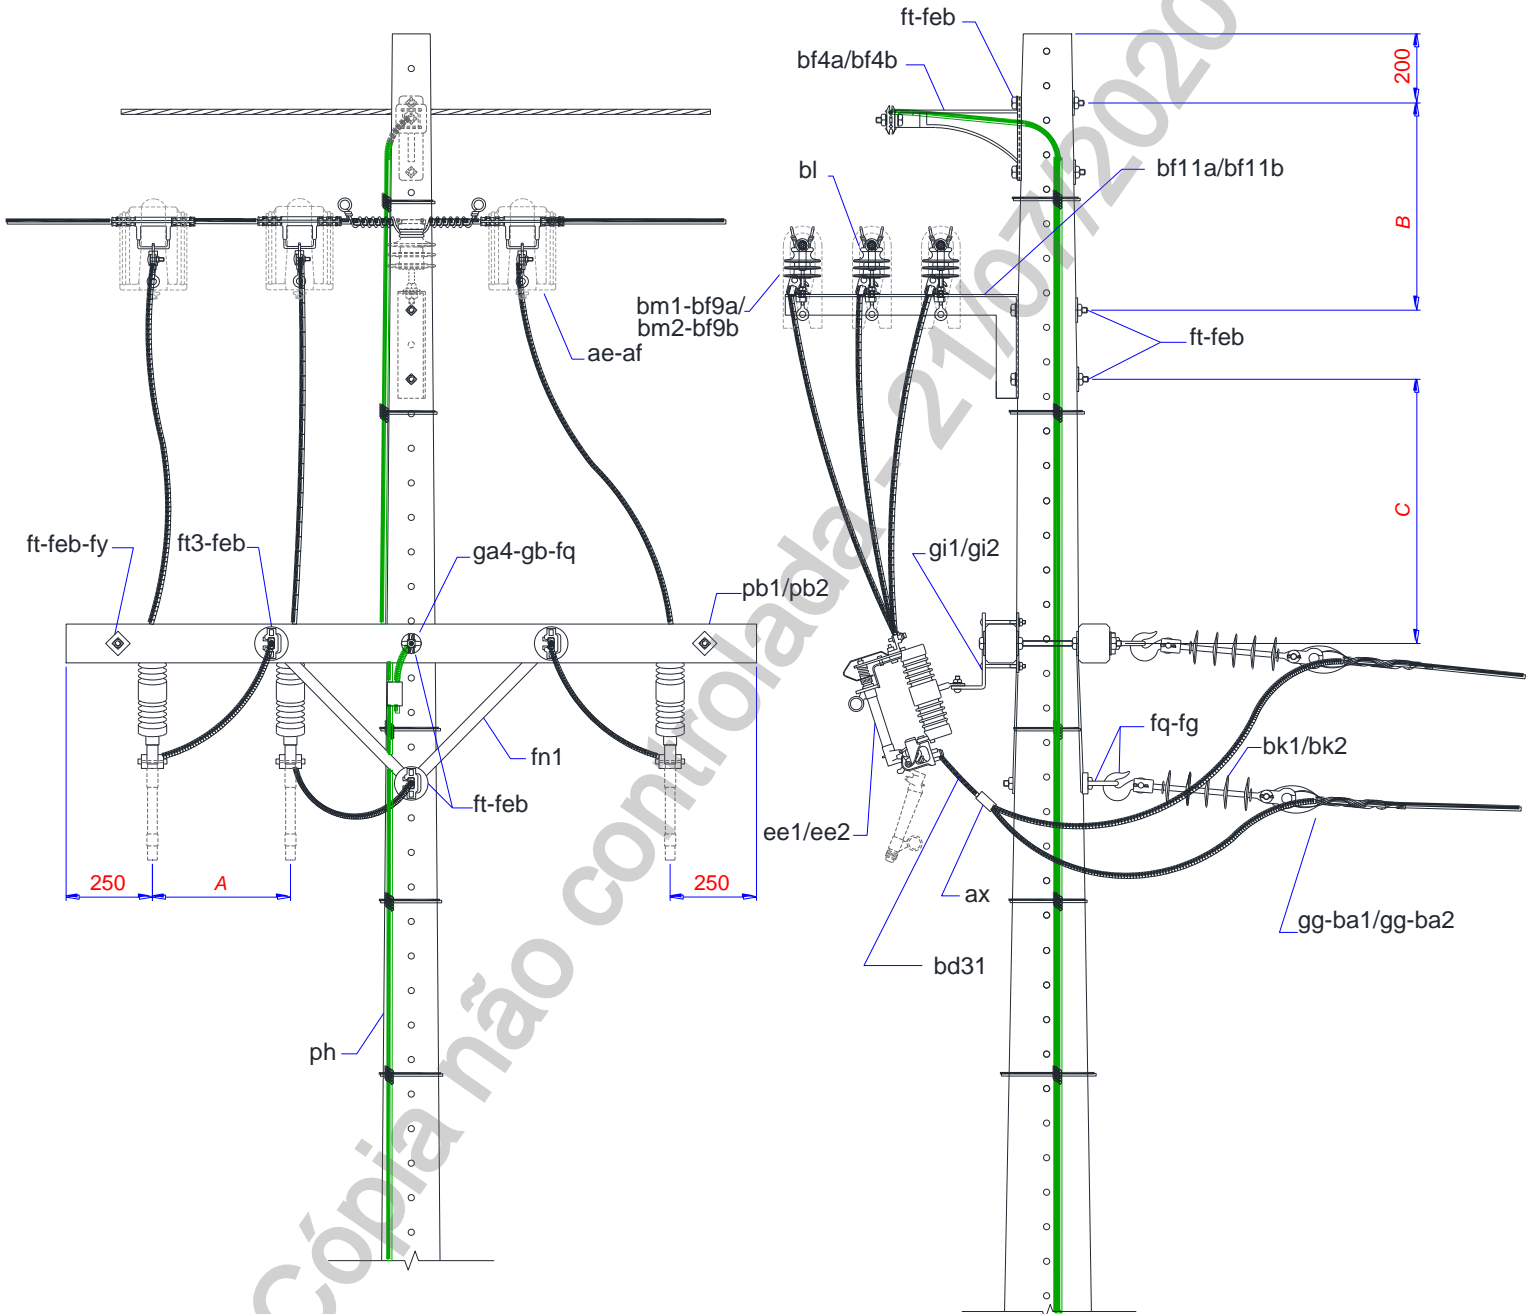 ft-feb
bf4a/bf4b
200
bl
bf11a/bf11b
B
bm1-bf9a/
bm2-bf9b
ae-af
ft-feb
C
ft-feb-fy
ft3-feb
ga4-gb-fq
gi1/gi2
pb1/pb2
fn1
fq-fg
bk1/bk2
ft-feb
ee1/ee2
250
A
250
ax
gg-ba1/gg-ba2
bd31
ph
Cópia não controlada - 21/07/2020